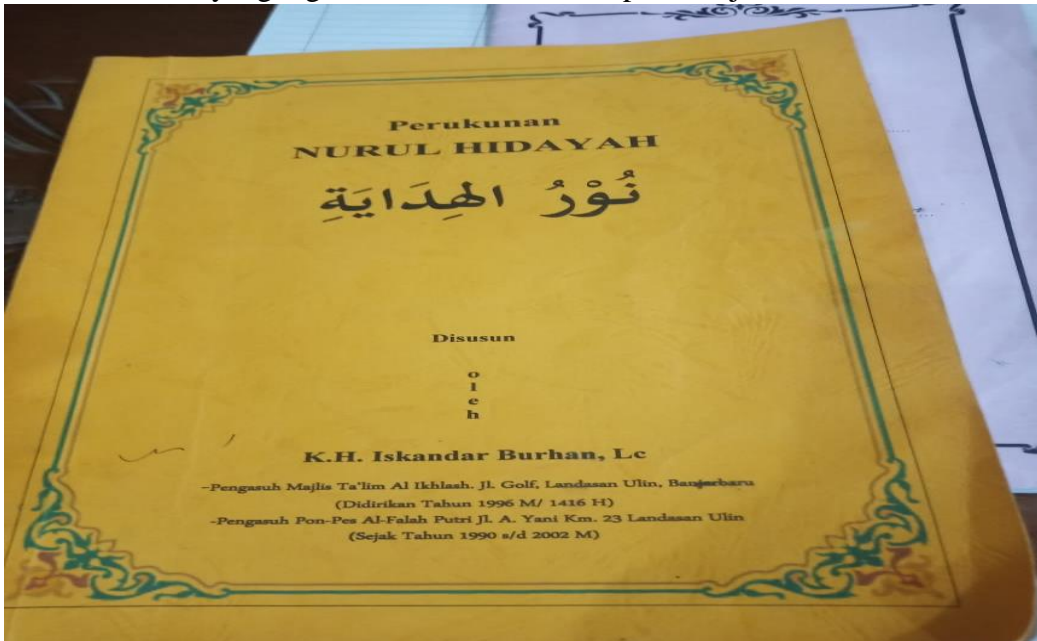 Perukunan
NURUL HIDAYAH
نُوْرُ الهِدَايَةِ
Disusun
o
l
e
h
K.H. Iskandar Burhan, Lc
-Pengasuh Majlis Ta'lim Al Ikhlash. Jl. Golf, Landasan Ulin, Banjarbaru
(Didirikan Tahun 1996 M/ 1416 H)
-Pengasuh Pon-Pes Al-Falah Putri Jl. A. Yani Km. 23 Landasan Ulin
(Sejak Tahun 1990 s/d 2002 M)